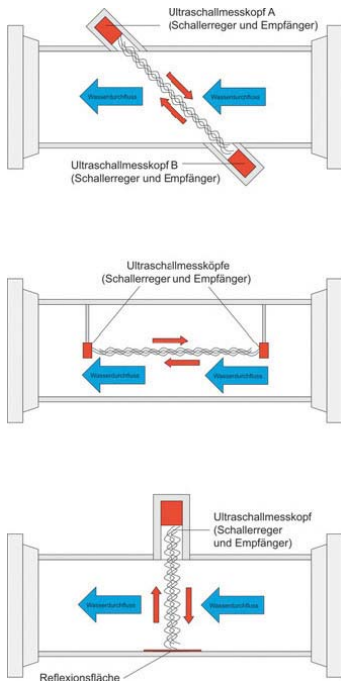 Ultraschallmesskopf A
(Schallerreger und Empfänger)
Wasserdurchfluss
Wasserdurchfluss
Ultraschallmesskopf B
(Schallerreger und Empfänger)
Ultraschallmessköpfe
(Schallerreger und Empfänger)
Wasserdurchfluss
Wasserdurchfluss
Ultraschallmesskopf
(Schallerreger
und Empfänger)
Wasserdurchfluss
Wasserdurchfluss
Reflexionsfläche